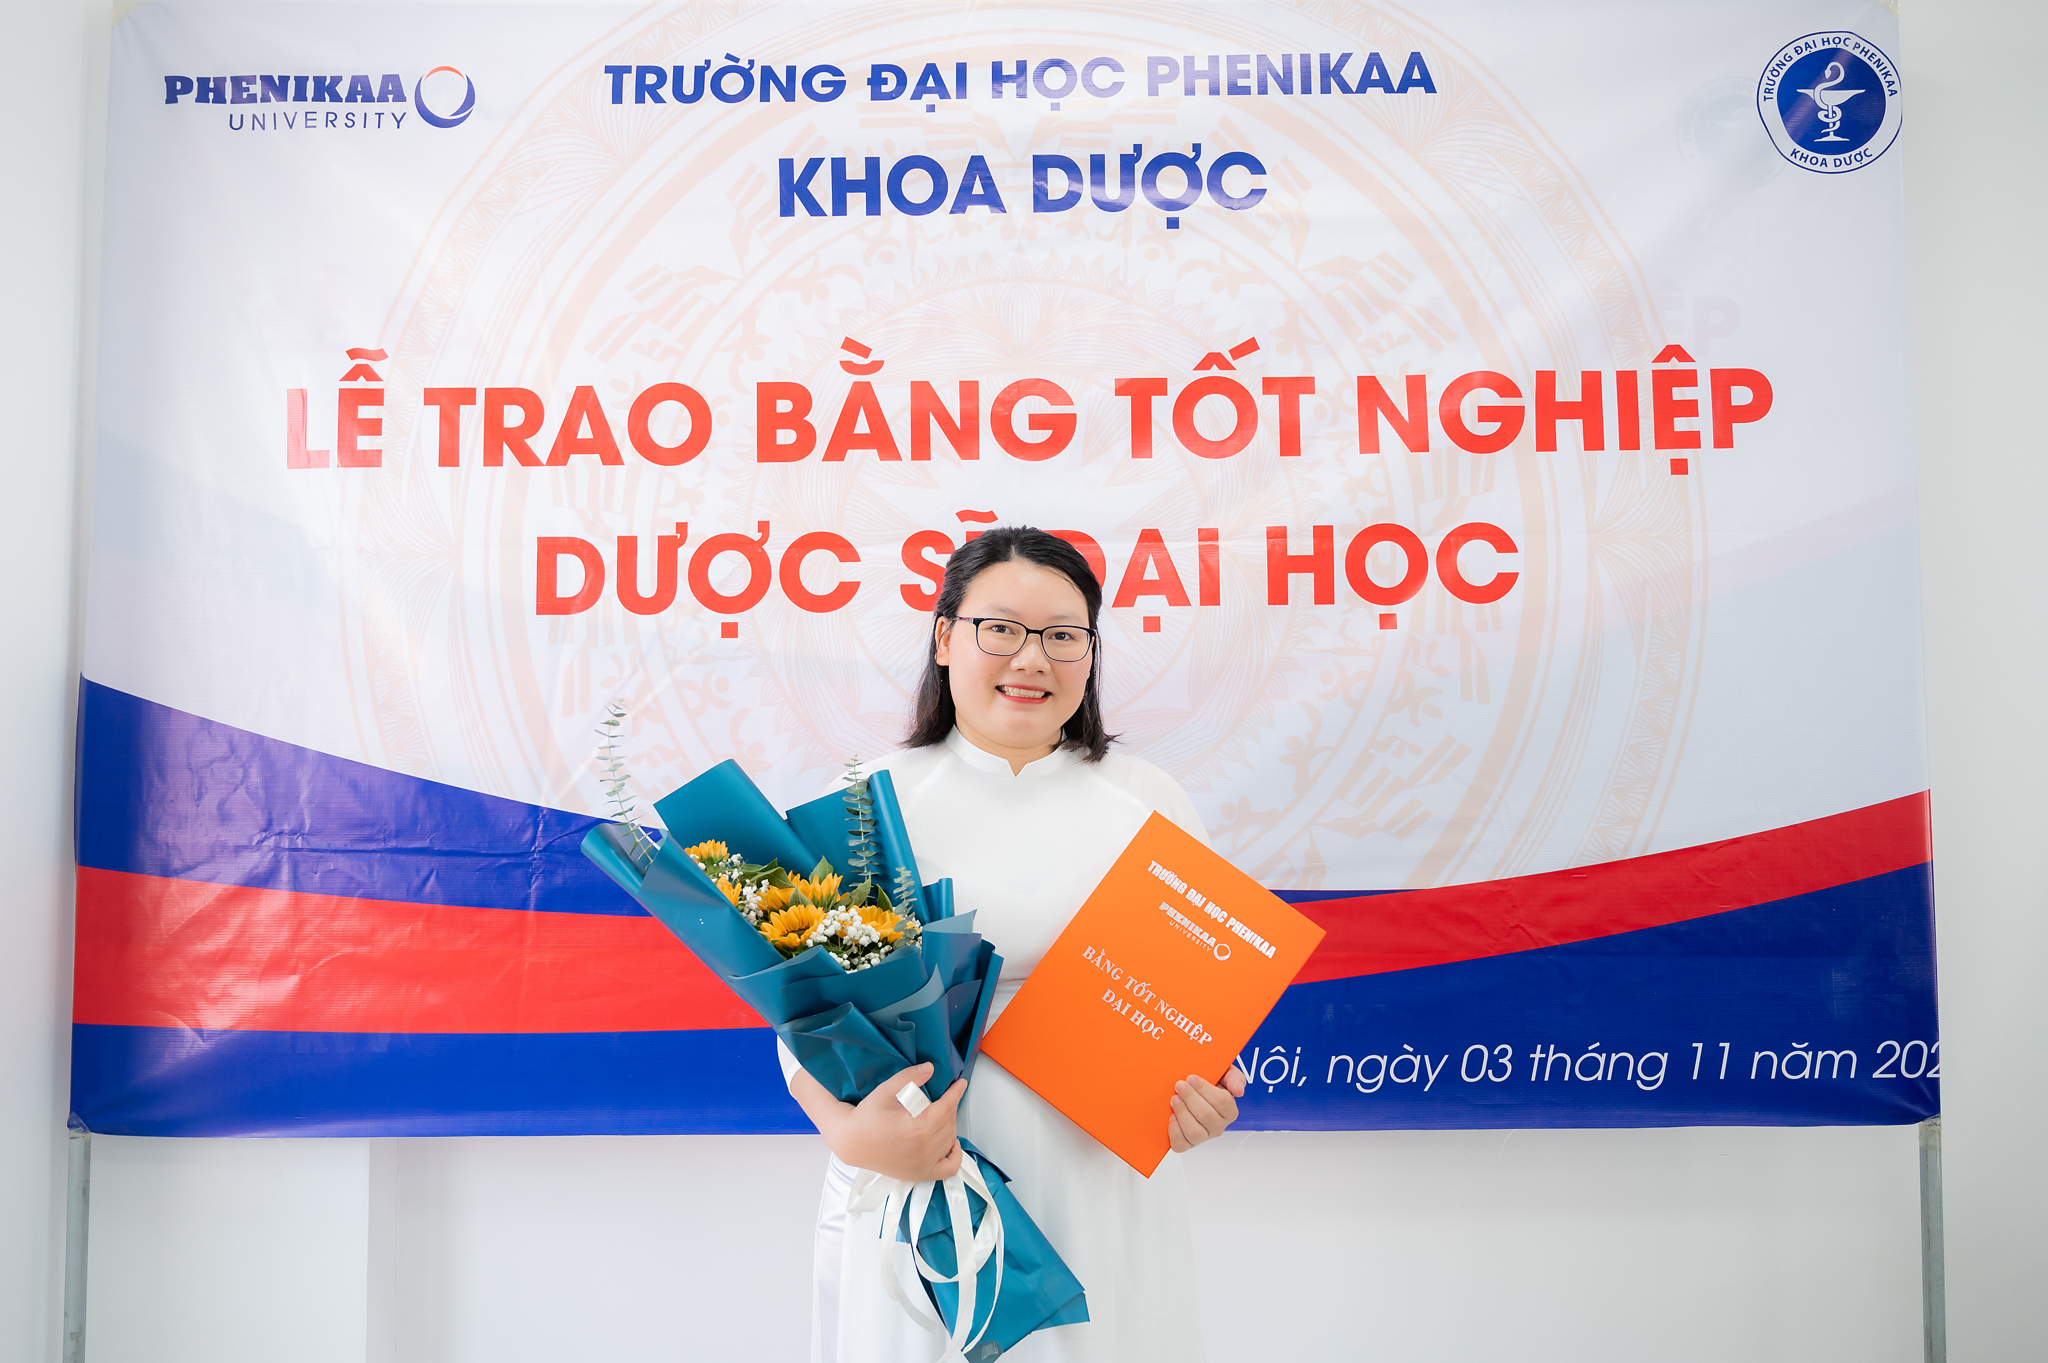 PHENIKAA
UNIVERSITY
TRƯỜNG ĐẠI HỌC PHENIKAA
KHOA DƯỢC
TRƯỜNG ĐẠI HỌC PHENIKAA
KHOA DƯỢC
LỄ TRAO BẰNG TỐT NGHIỆP
DƯỢC SĨ ĐẠI HỌC
TRƯỜNG ĐẠI HỌC PHENIKAA
PHENIKAA
UNIVERSITY
BẰNG TỐT NGHIỆP
ĐẠI HỌC
Nội, ngày 03 tháng 11 năm 202